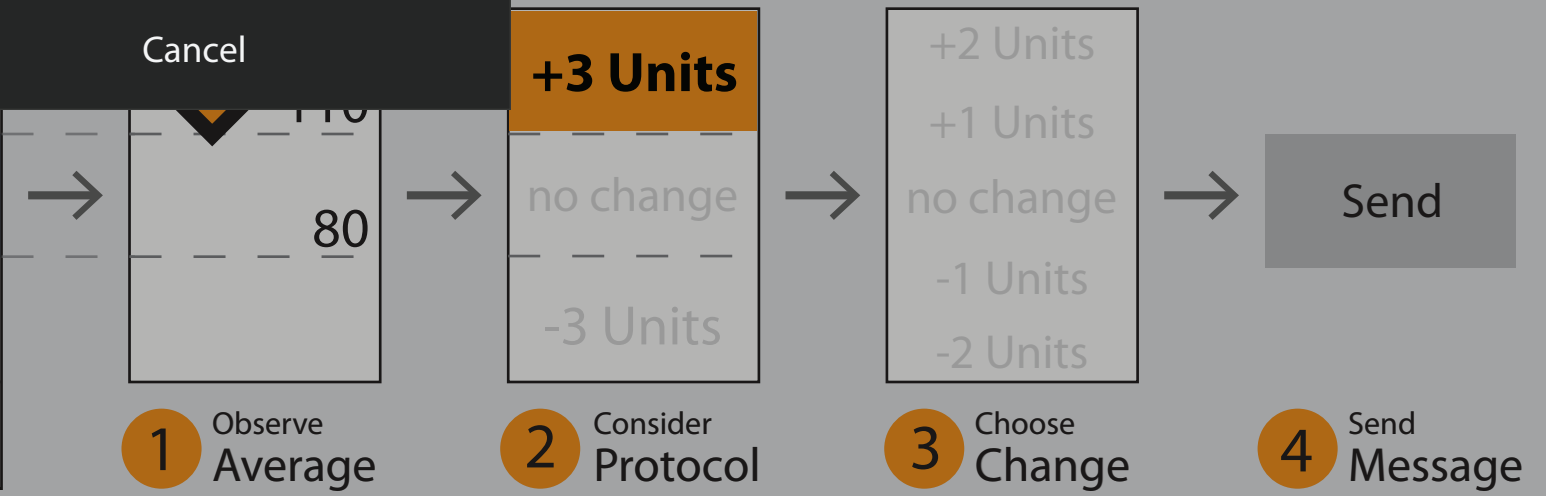 Cancel
+3 Units
80
no change
-3 Units
+2 Units
+1 Units
no change
-1 Units
-2 Units
Send
1 Observe
Average
2 Consider
Protocol
3 Choose
Change
4 Send
Message